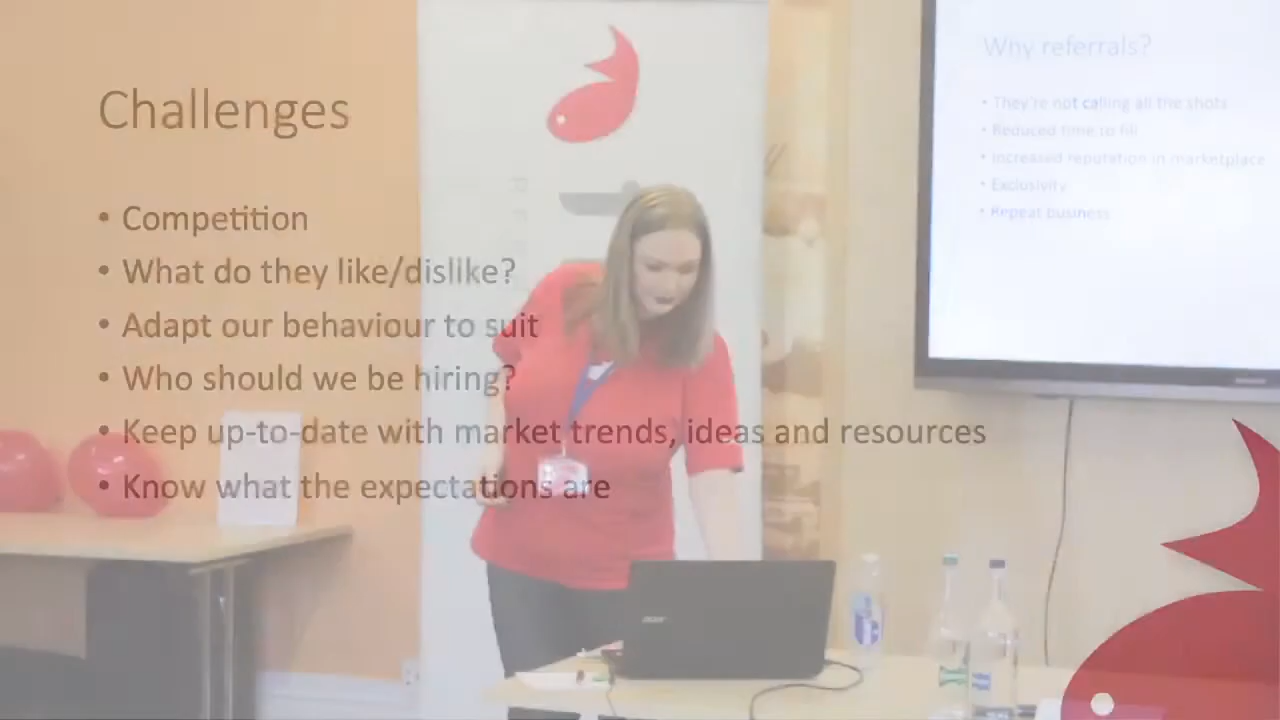 Challenges
• Competition
• What do they like/dislike?
• Adapt our behaviour to suit
• Who should we be hiring?
• Keep up-to-date with market trends, ideas and resources
• Know what the expectations are
Why referrals?
• They're not calling all the shots
• Reduced time to fill
• Increased reputation in marketplace
• Exclusivity
• Repeat business
acer